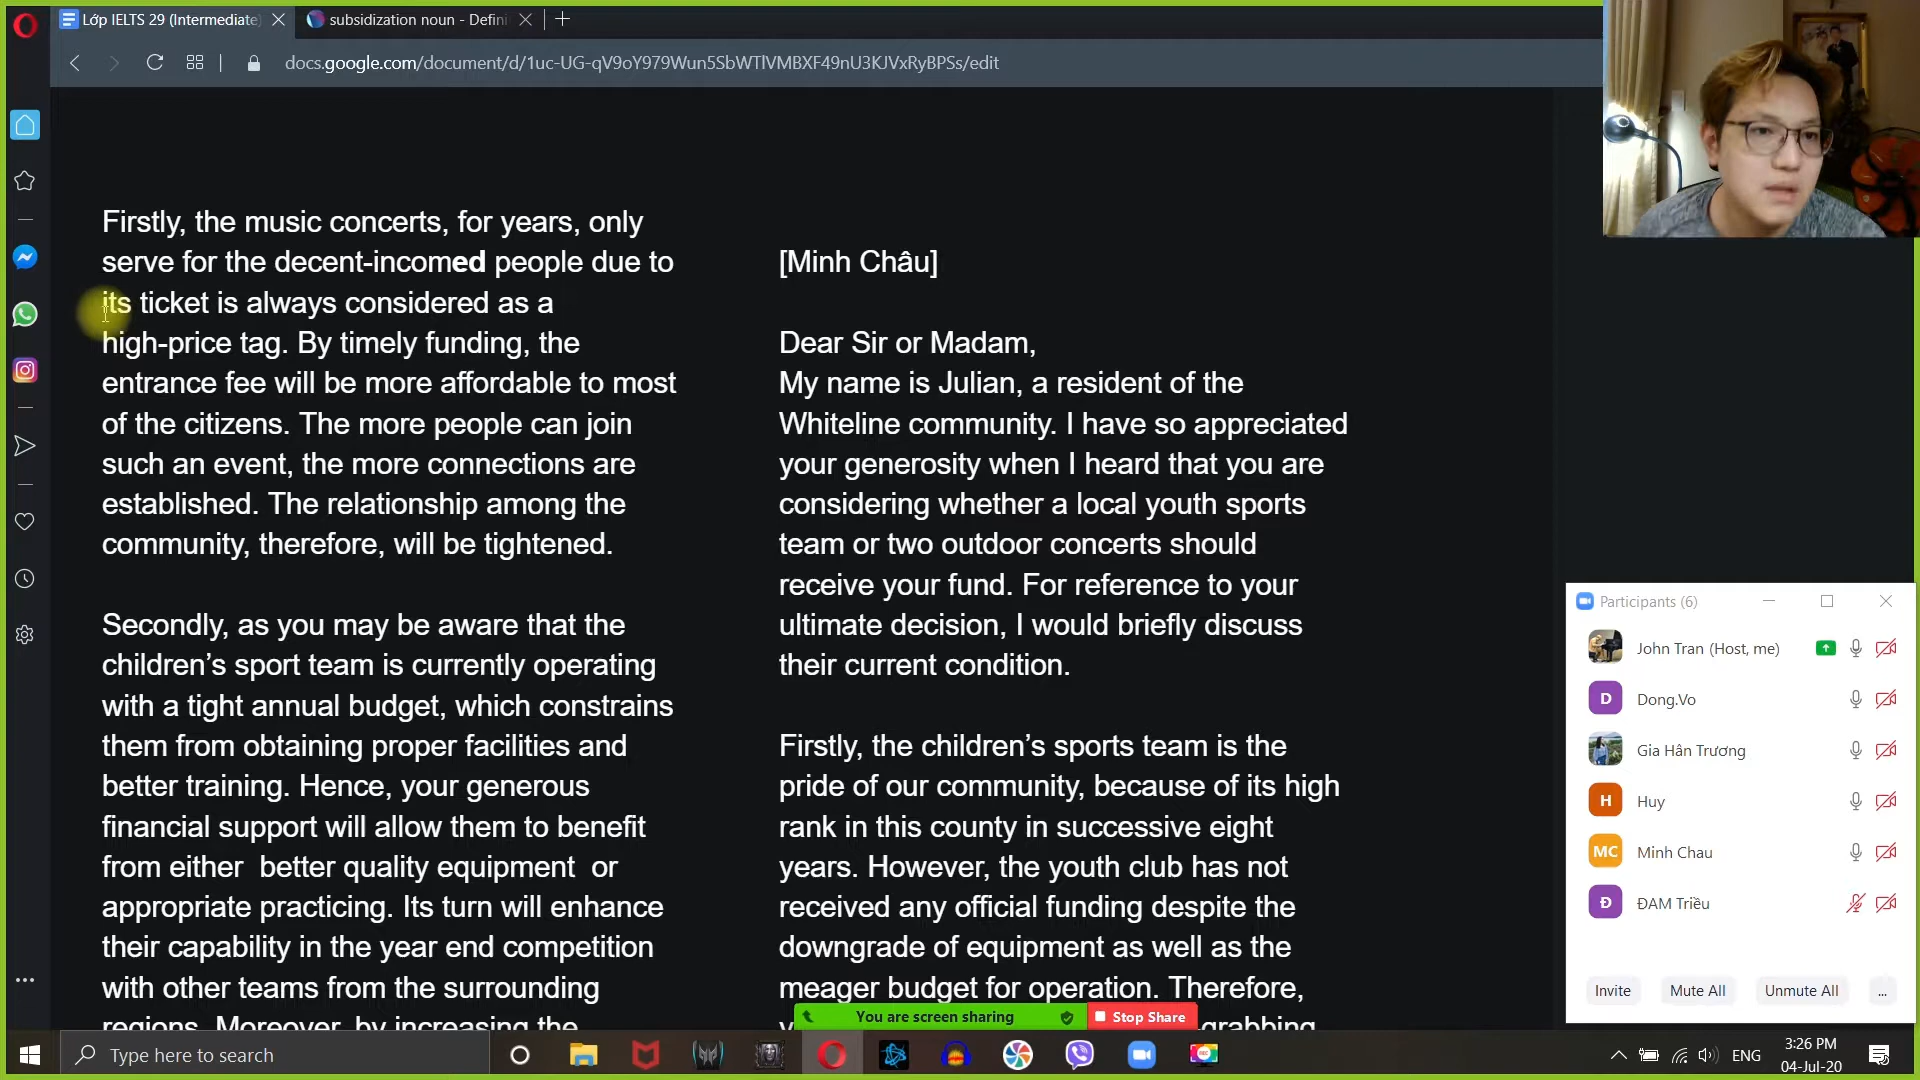 Lớp IELTS 29 (Intermediate)
subsidization noun - Defini
docs.google.com/document/d/1uc-UG-qV9oY979Wun5SbWTlVMBXF49nU3KJVxRyBPSs/edit
Firstly, the music concerts, for years, only
serve for the decent-incomed people due to
its ticket is always considered as a
high-price tag. By timely funding, the
entrance fee will be more affordable to most
of the citizens. The more people can join
such an event, the more connections are
established. The relationship among the
community, therefore, will be tightened.
Secondly, as you may be aware that the
children's sport team is currently operating
with a tight annual budget, which constrains
them from obtaining proper facilities and
better training. Hence, your generous
financial support will allow them to benefit
from either  better quality equipment  or
appropriate practicing. Its turn will enhance
their capability in the year end competition
with other teams from the surrounding
regions. Moreover, by increasing the
[Minh Châu]
Dear Sir or Madam,
My name is Julian, a resident of the
Whiteline community. I have so appreciated
your generosity when I heard that you are
considering whether a local youth sports
team or two outdoor concerts should
receive your fund. For reference to your
ultimate decision, I would briefly discuss
their current condition.
Firstly, the children's sports team is the
pride of our community, because of its high
rank in this county in successive eight
years. However, the youth club has not
received any official funding despite the
downgrade of equipment as well as the
meager budget for operation. Therefore,
grabbing
Participants (6)
John Tran (Host, me)
D Dong.Vo
Gia Hân Trương
H Huy
MC Minh Chau
Đ ĐAM Triều
Invite Mute All Unmute All ...
You are screen sharing Stop Share
Type here to search
ENG
3:26 PM
04-Jul-20